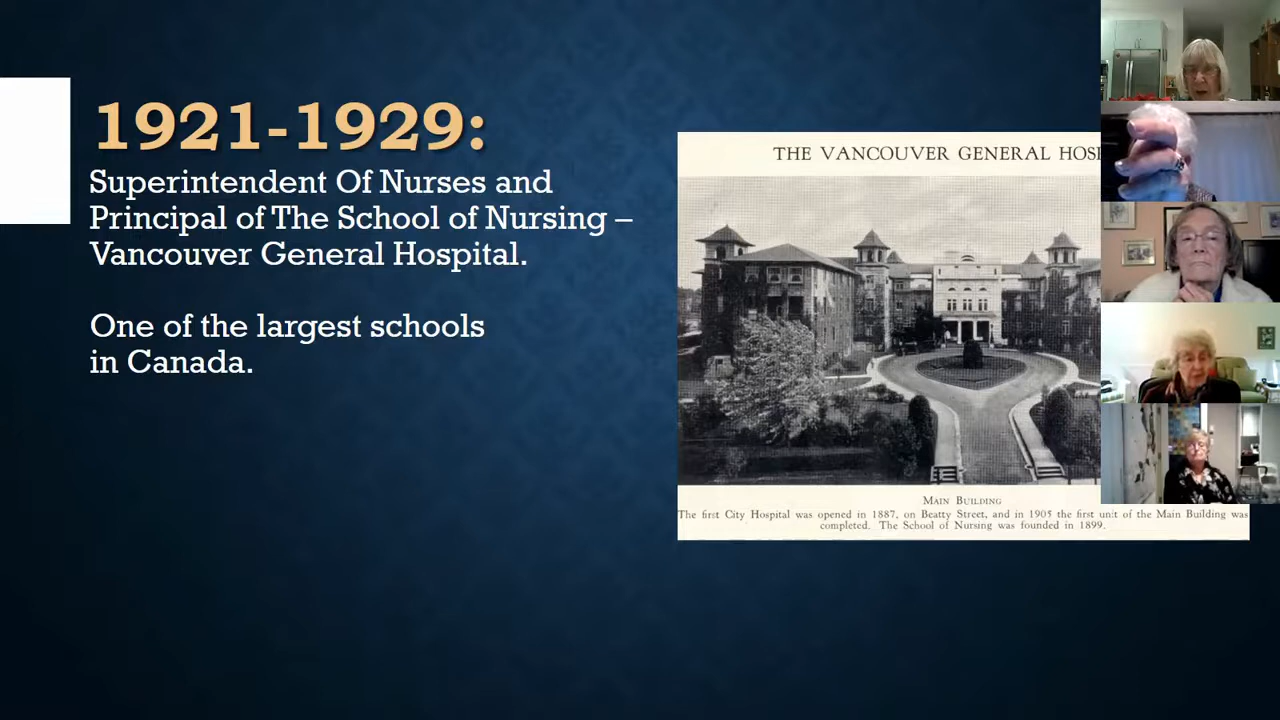 1921-1929:
Superintendent Of Nurses and
Principal of The School of Nursing –
Vancouver General Hospital.
One of the largest schools
in Canada.
THE VANCOUVER GENERAL HOSI
MAIN BUILDING
The first City Hospital was opened in 1887, on Beatty Street, and in 1905 the first unit of the Main Building was
completed. The School of Nursing was founded in 1899.